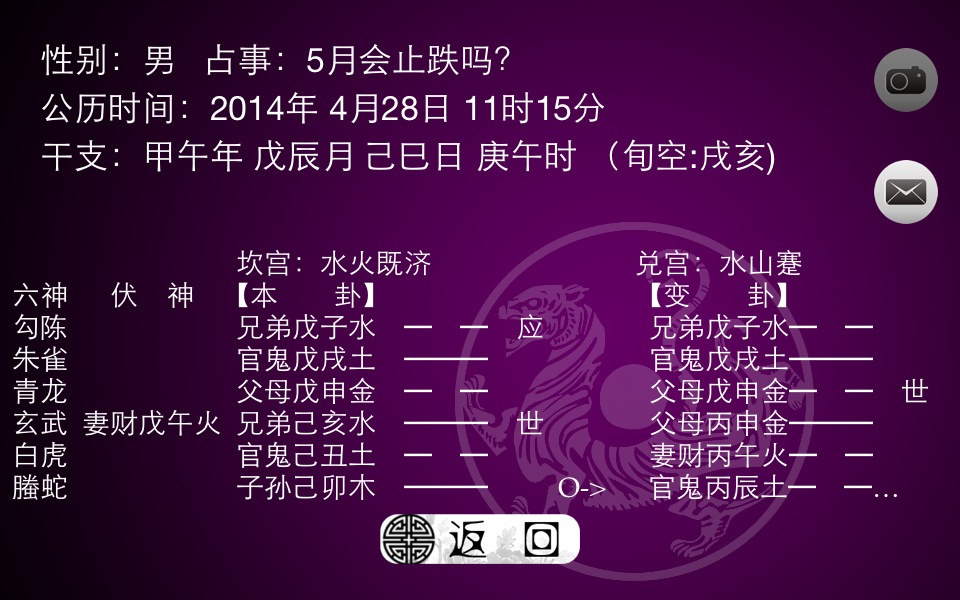 性别：男 占事：5月会止跌吗？
公历时间：2014年 4月28日 11时15分
干支：甲午年 戊辰月 己巳日 庚午时 （旬空:戌亥)
坎宫：水火既济 兑宫：水山蹇
六神 伏 神 【本 卦】 【变 卦】
勾陈 兄弟戊子水 应 兄弟戊子水
朱雀 官鬼戊戌土 官鬼戊戌土
青龙 父母戊申金 父母戊申金 世
玄武 妻财戊午火 兄弟己亥水 世 父母丙申金
白虎 官鬼己丑土 妻财丙午火
螣蛇 子孙己卯木 O-> 官鬼丙辰土 …
返 回